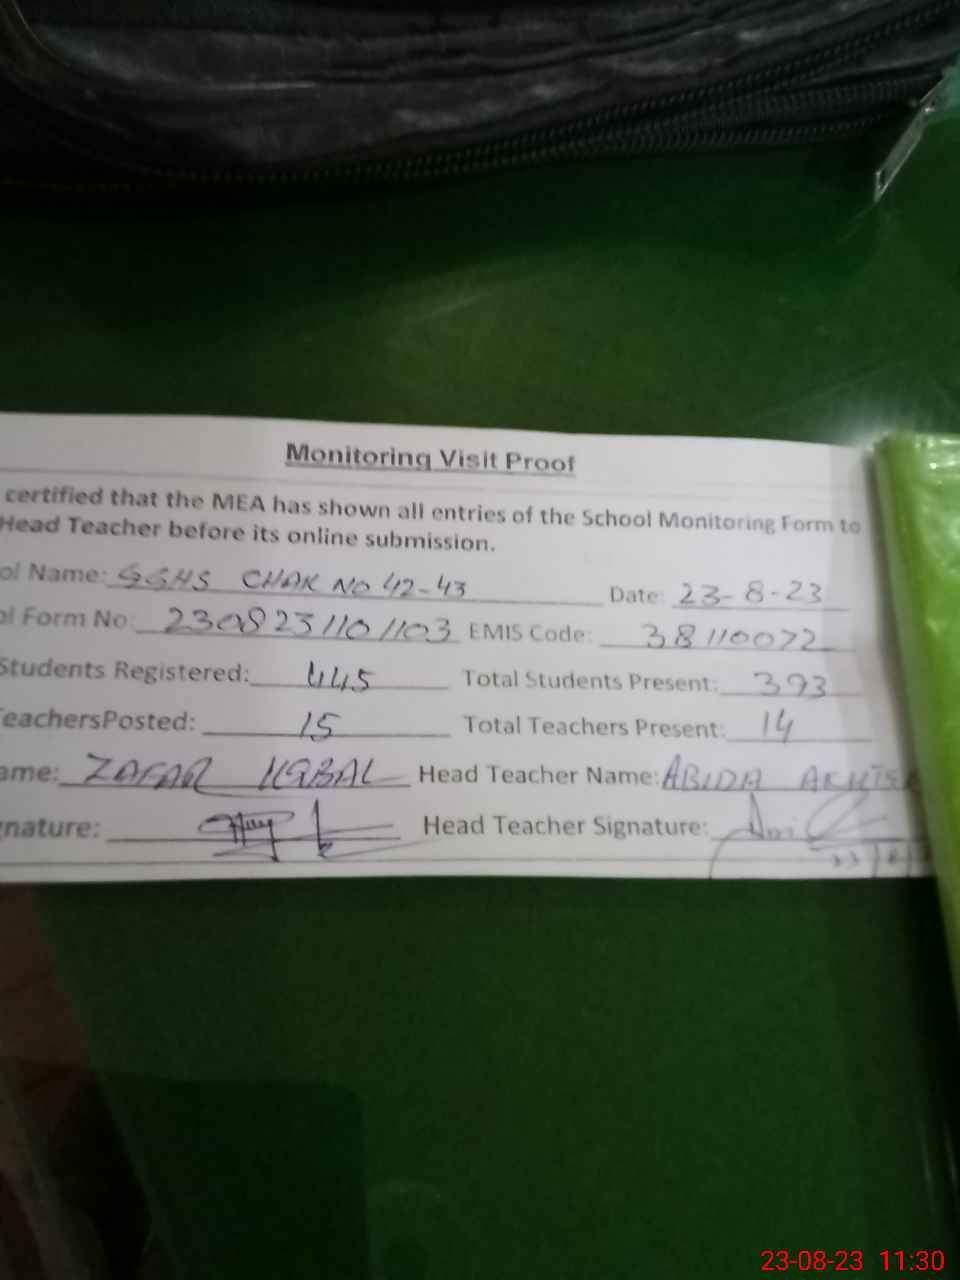 Monitoring Visit Proof
certified that the MEA has shown all entries of the School Monitoring Form to
Head Teacher before its online submission.
ol Name: GGHS CHAK NO 42-43 Date: 23-8-23
ol Form No: 2308231101103 EMIS Code: 38110072
Students Registered: 445 Total Students Present: 393
TeachersPosted: 15 Total Teachers Present: 14
ame: ZAFAR IQBAL Head Teacher Name: ABIDA AKHTER
nature: Head Teacher Signature:
23-08-23 11:30